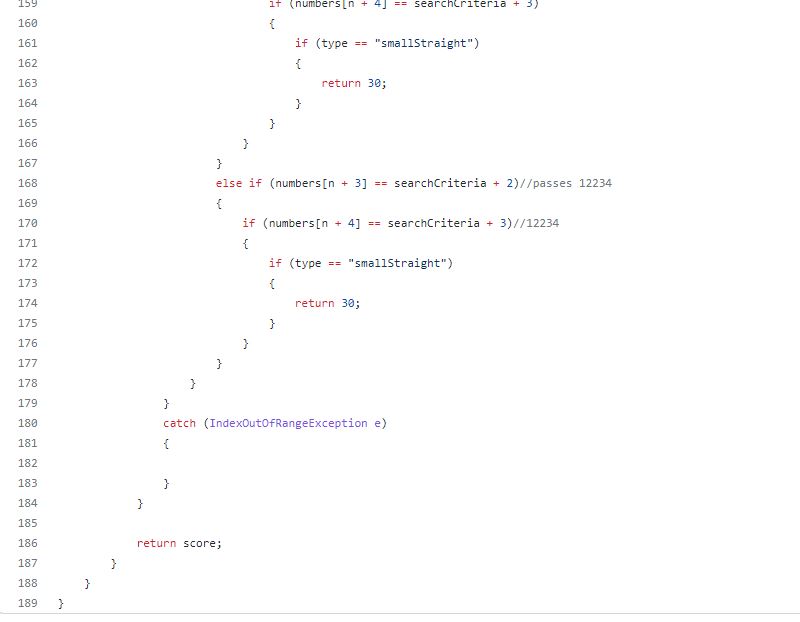 159 if (numbers[n + 4] == searchCriteria + 3)
160 {
161 if (type == "smallStraight")
162 {
163 return 30;
164 }
165 }
166 }
167 }
168 else if (numbers[n + 3] == searchCriteria + 2)//passes 12234
169 {
170 if (numbers[n + 4] == searchCriteria + 3)//12234
171 {
172 if (type == "smallStraight")
173 {
174 return 30;
175 }
176 }
177 }
178 }
179 }
180 catch (IndexOutOfRangeException e)
181 {
182
183 }
184 }
185
186 return score;
187 }
188 }
189 }